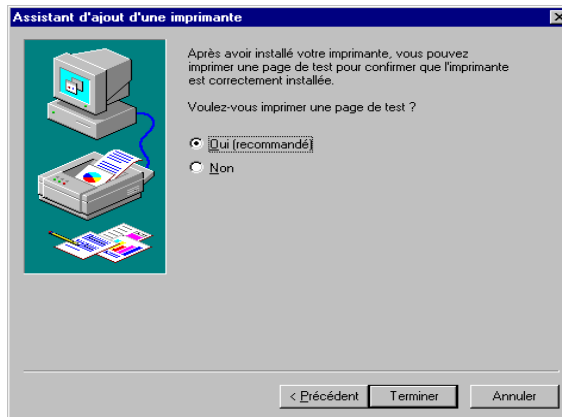 Assistant d'ajout d'une imprimante
Après avoir installé votre imprimante, vous pouvez
imprimer une page de test pour confirmer que l'imprimante
est correctement installée.
Voulez-vous imprimer une page de test ?
Oui (recommandé)
Non
< Précédent
Terminer
Annuler